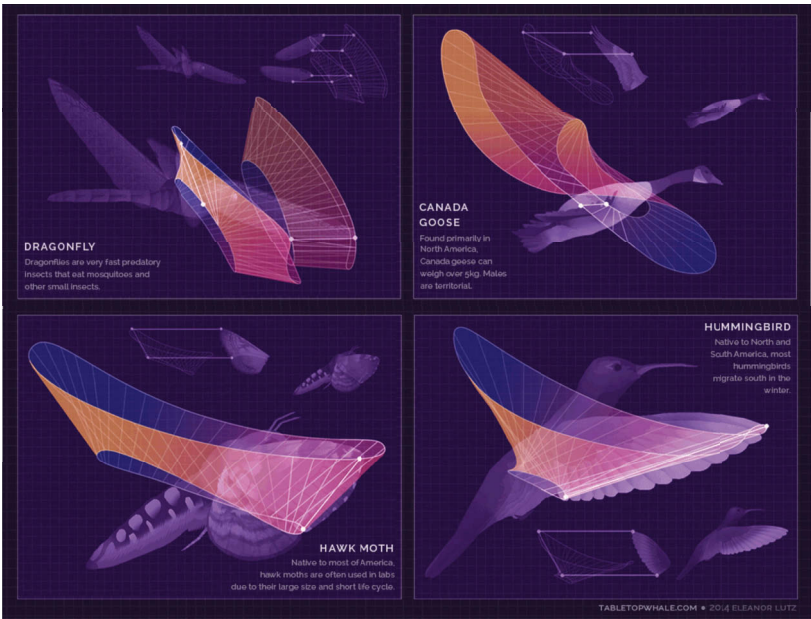 DRAGONFLY
Dragonflies are very fast predatory
insects that eat mosquitoes and
other small insects.
CANADA
GOOSE
Found primarily in
North America,
Canada geese can
weigh over 5kg. Males
are territorial.
HAWK MOTH
Native to most of America,
hawk moths are often used in labs
due to their large size and short life cycle.
HUMMINGBIRD
Native to North and
South America, most
hummingbirds
migrate south in the
winter.
TABLETOPWHALE.COM • 2014 ELEANOR LUTZ